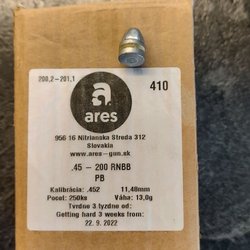 200,2-201,1
410
a
ares
956 16 Nitrianska Streda 312
Slovakia
www.ares-gun.sk
.45 - 200 RNBB
PB
Kalibrácia: .452 11,48mm
Pocet: 250ks Váha: 13,0g
Tvrdne 3 tyzdne od:
Getting hard 3 weeks from:
22. 9. 2022